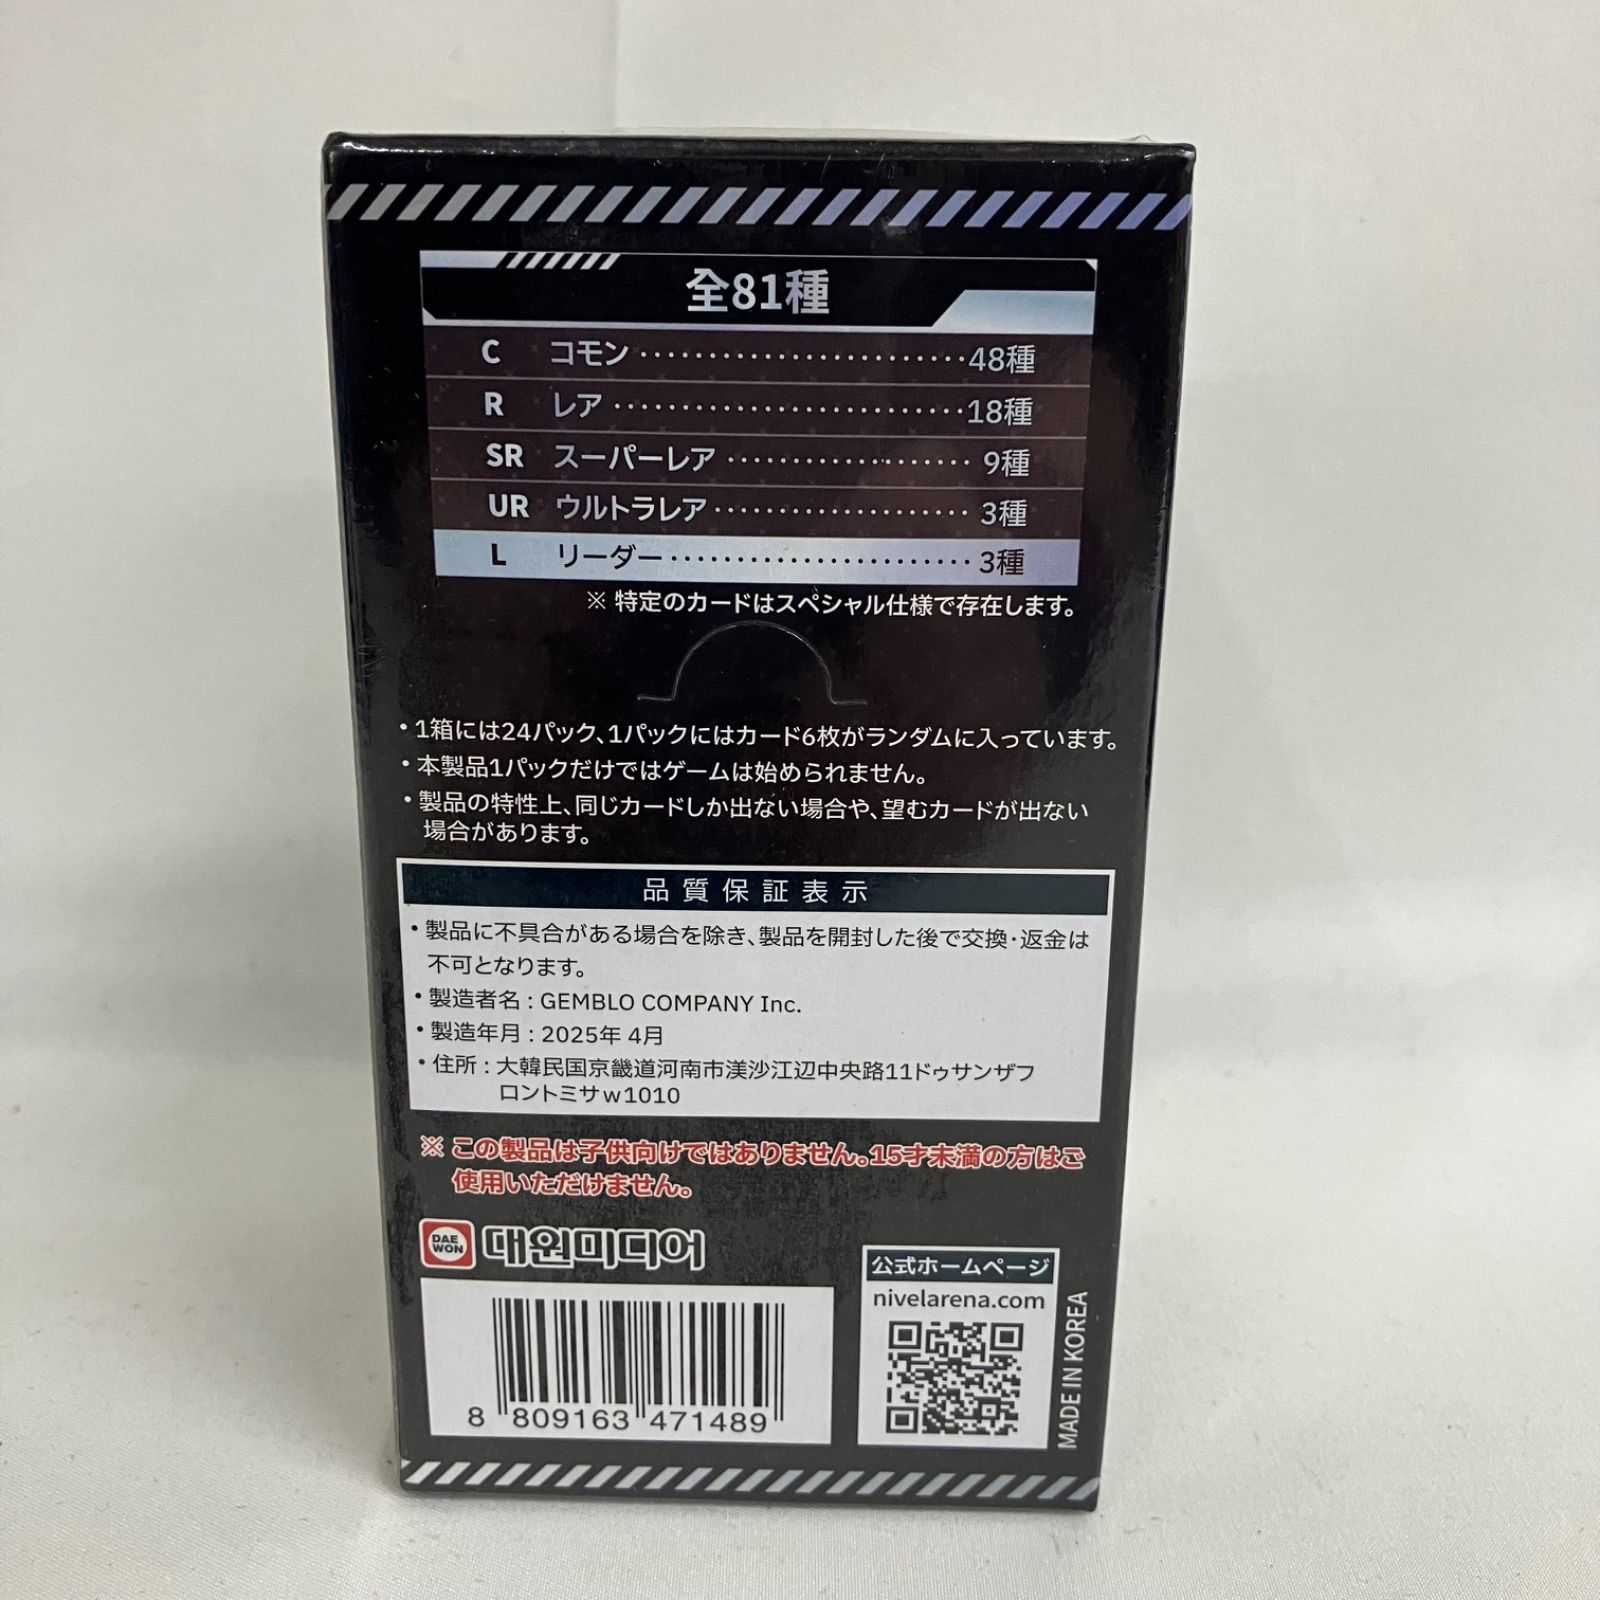 全81種
C コモン ························ 48種
R レア ·························· 18種
SR スーパーレア ··················· 9種
UR ウルトラレア ···················· 3種
L リーダー ······················· 3種
※ 特定のカードはスペシャル仕様で存在します。
・1箱には24パック、1パックにはカード6枚がランダムに入っています。
・本製品1パックだけではゲームは始められません。
・製品の特性上、同じカードしか出ない場合や、望むカードが出ない
場合があります。
品質保証表示
・製品に不具合がある場合を除き、製品を開封した後で交換・返金は
不可となります。
・製造者名 : GEMBLO COMPANY Inc.
・製造年月 : 2025年 4月
・住所 : 大韓民国京畿道河南市渼沙江辺中央路11ドゥサンザフ
ロントミサw1010
※ この製品は子供向けではありません。15才未満の方はご
使用いただけません。
DAE
WON
대원미디어
公式ホームページ
nivelarena.com
MADE IN KOREA
8 809163 471489